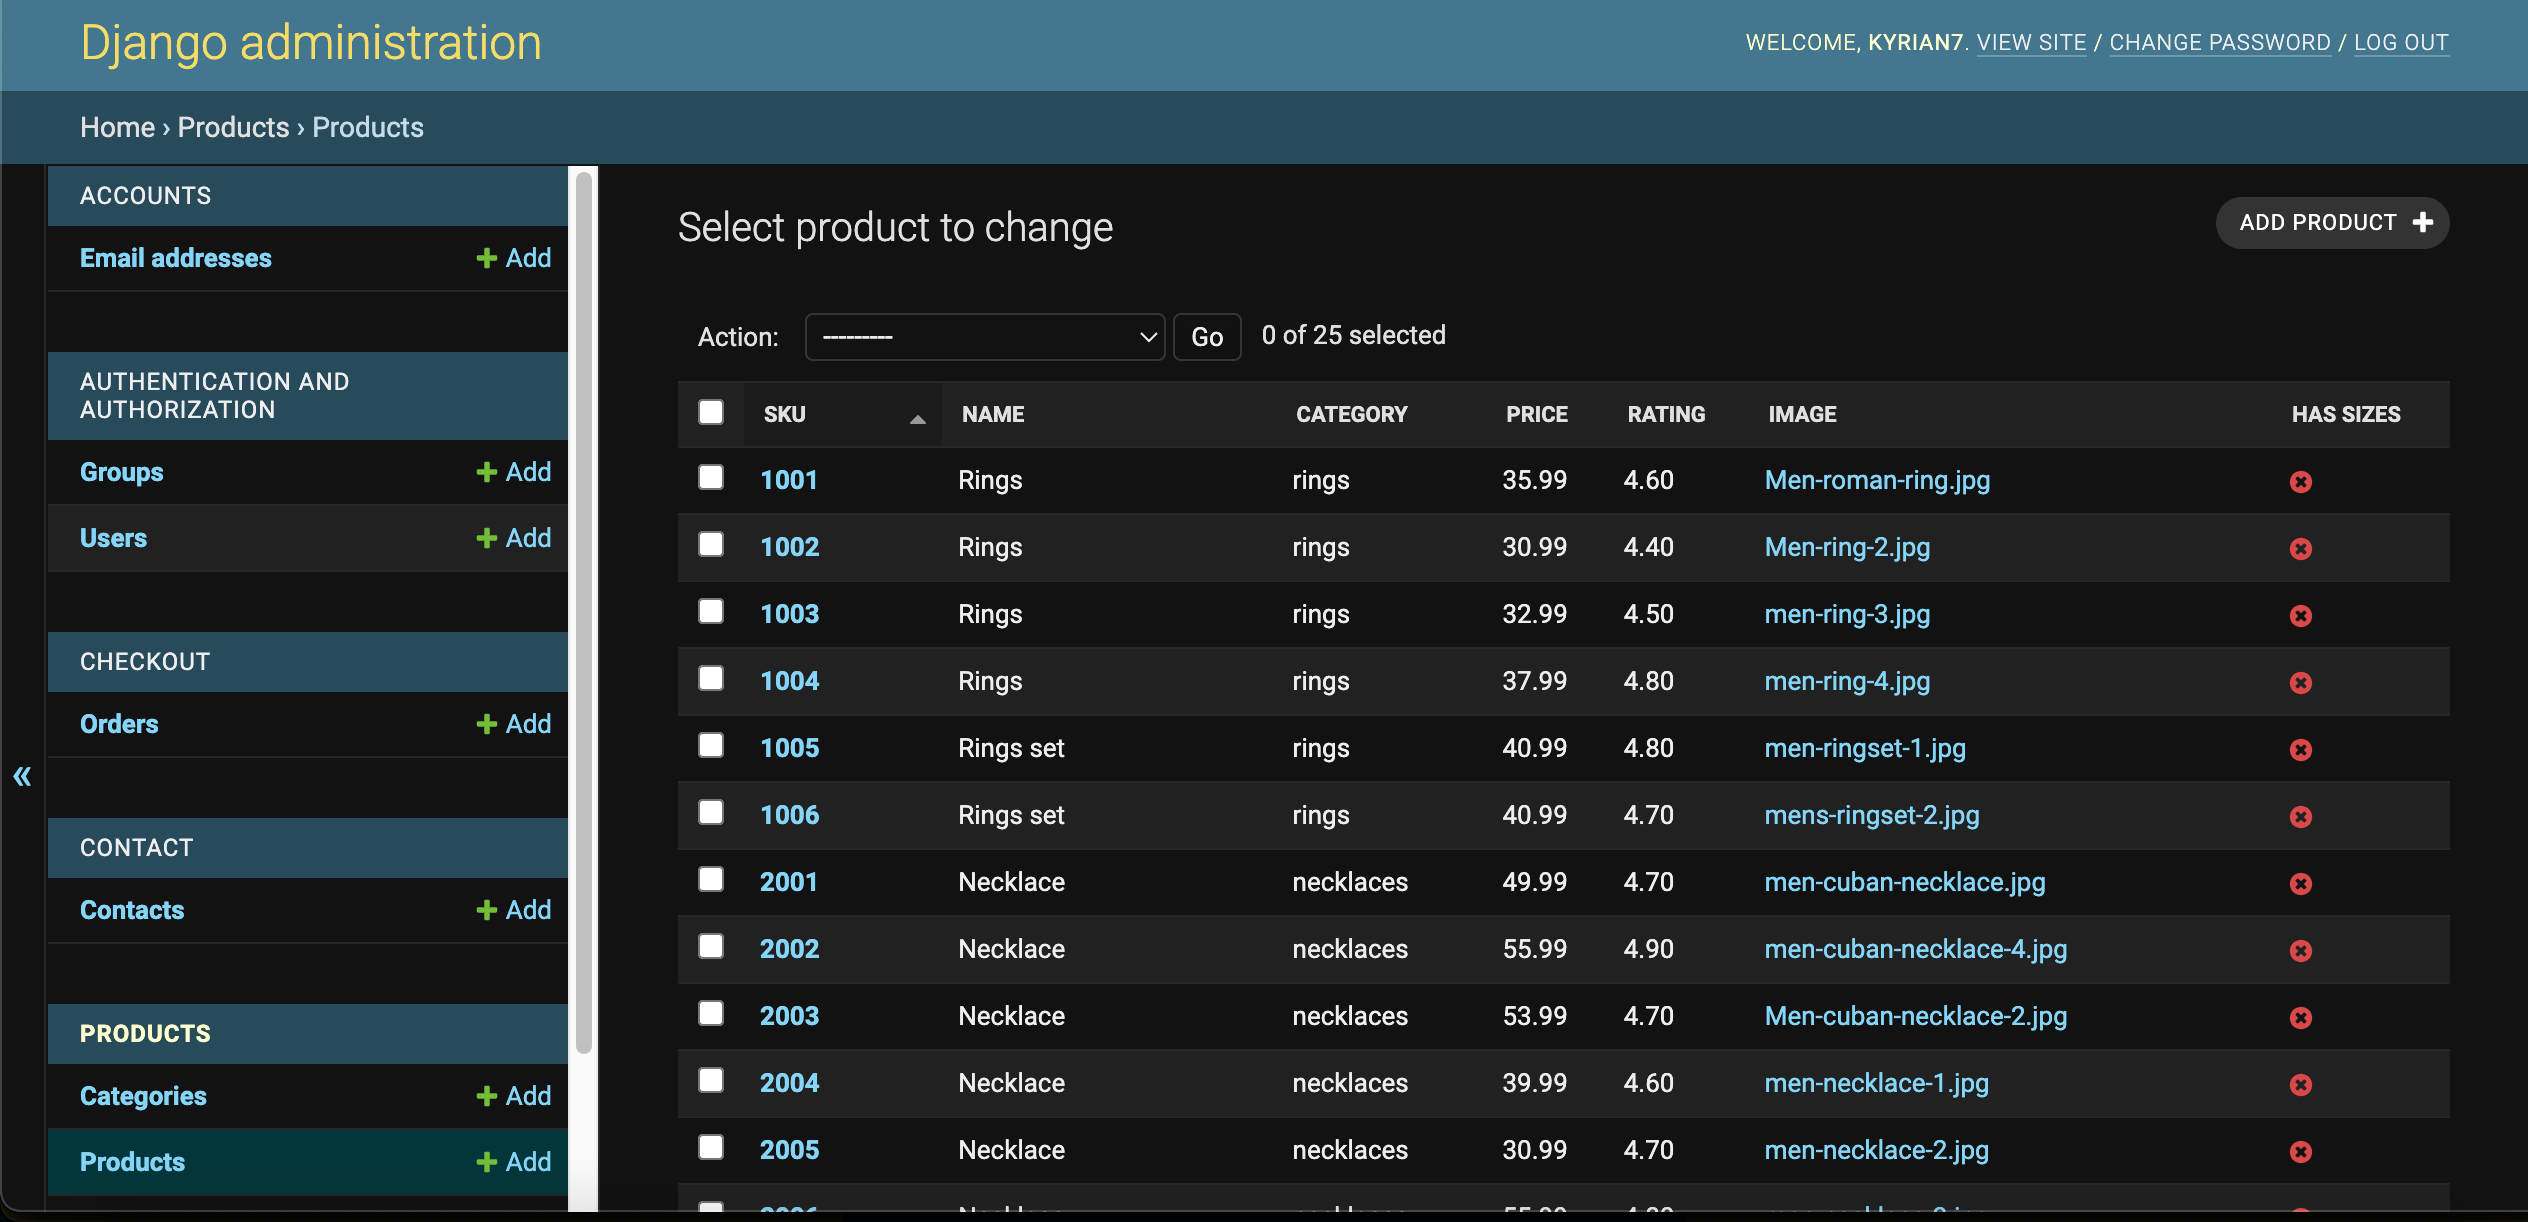 Django administration
WELCOME, KYRIAN7. VIEW SITE / CHANGE PASSWORD / LOG OUT
Home › Products › Products
ACCOUNTS
Email addresses + Add
AUTHENTICATION AND
AUTHORIZATION
Groups + Add
Users + Add
CHECKOUT
Orders + Add
CONTACT
Contacts + Add
PRODUCTS
Categories + Add
Products + Add
«
Select product to change
ADD PRODUCT +
Action: --------- Go 0 of 25 selected
SKU NAME CATEGORY PRICE RATING IMAGE HAS SIZES
1001 Rings rings 35.99 4.60 Men-roman-ring.jpg
1002 Rings rings 30.99 4.40 Men-ring-2.jpg
1003 Rings rings 32.99 4.50 men-ring-3.jpg
1004 Rings rings 37.99 4.80 men-ring-4.jpg
1005 Rings set rings 40.99 4.80 men-ringset-1.jpg
1006 Rings set rings 40.99 4.70 mens-ringset-2.jpg
2001 Necklace necklaces 49.99 4.70 men-cuban-necklace.jpg
2002 Necklace necklaces 55.99 4.90 men-cuban-necklace-4.jpg
2003 Necklace necklaces 53.99 4.70 Men-cuban-necklace-2.jpg
2004 Necklace necklaces 39.99 4.60 men-necklace-1.jpg
2005 Necklace necklaces 30.99 4.70 men-necklace-2.jpg